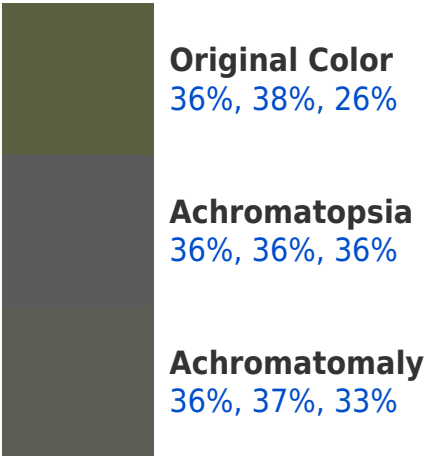 Original Color
36%, 38%, 26%
Achromatopsia
36%, 36%, 36%
Achromatomaly
36%, 37%, 33%